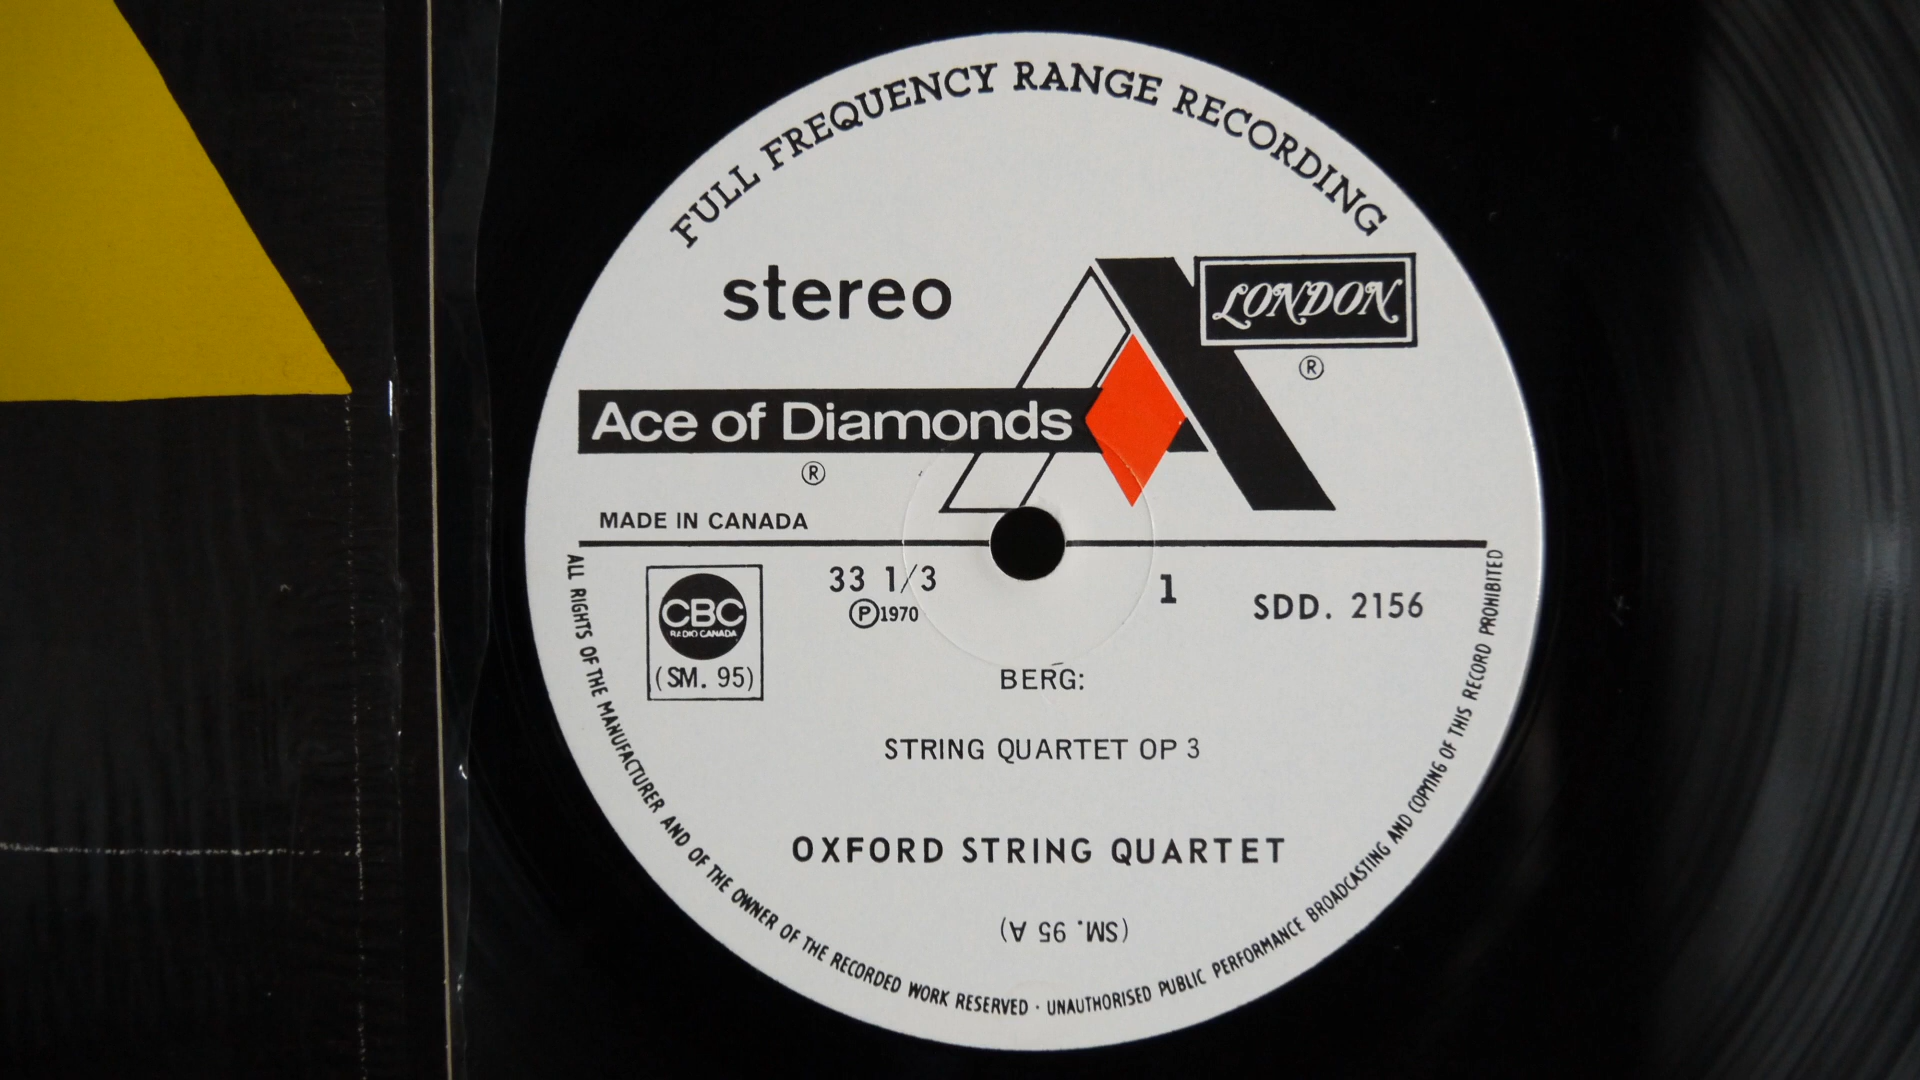 FULL FREQUENCY RANGE RECORDING
stereo
LONDON
®
Ace of Diamonds
®
MADE IN CANADA
CBC
RADIO CANADA
(SM. 95)
33 1/3
Ⓟ1970
1
SDD. 2156
BERG:
STRING QUARTET OP 3
OXFORD STRING QUARTET
(SM. 95 A)
ALL RIGHTS OF THE MANUFACTURER AND OF THE OWNER OF THE RECORDED WORK RESERVED · UNAUTHORISED PUBLIC PERFORMANCE BROADCASTING AND COPYING OF THIS RECORD PROHIBITED